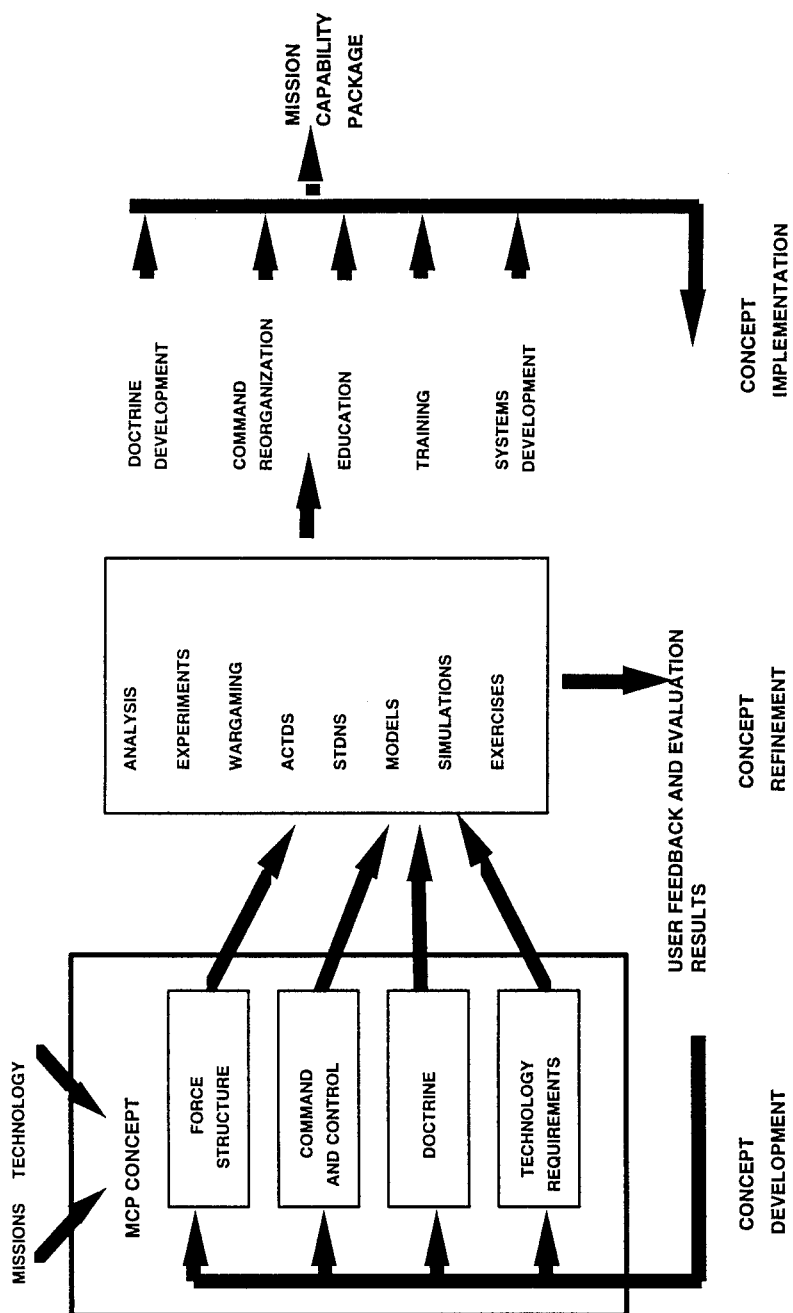 MISSIONS
TECHNOLOGY
MCP CONCEPT
FORCE
STRUCTURE
COMMAND
AND CONTROL
DOCTRINE
TECHNOLOGY
REQUIREMENTS
CONCEPT
DEVELOPMENT
ANALYSIS
EXPERIMENTS
WARGAMING
ACTDS
STDNS
MODELS
SIMULATIONS
EXERCISES
USER FEEDBACK AND EVALUATION
RESULTS
CONCEPT
REFINEMENT
DOCTRINE
DEVELOPMENT
COMMAND
REORGANIZATION
EDUCATION
TRAINING
SYSTEMS
DEVELOPMENT
CONCEPT
IMPLEMENTATION
MISSION
CAPABILITY
PACKAGE